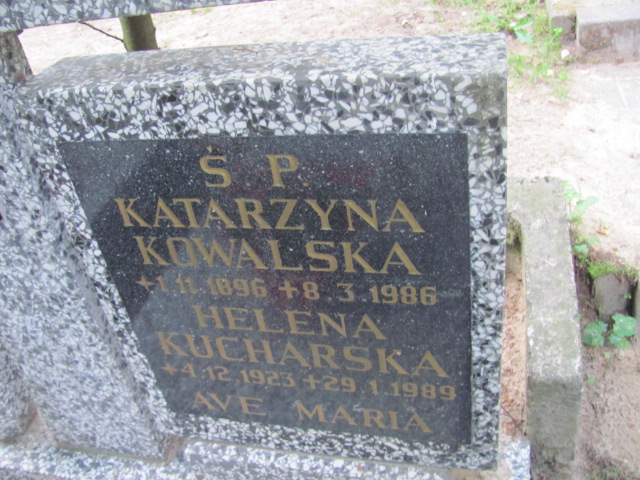 Ś P.
KATARZYNA
KOWALSKA
+1.11.1896 +8.3.1986
HELENA
KUCHARSKA
+4.12.1923 +29.1.1989
AVE MARIA